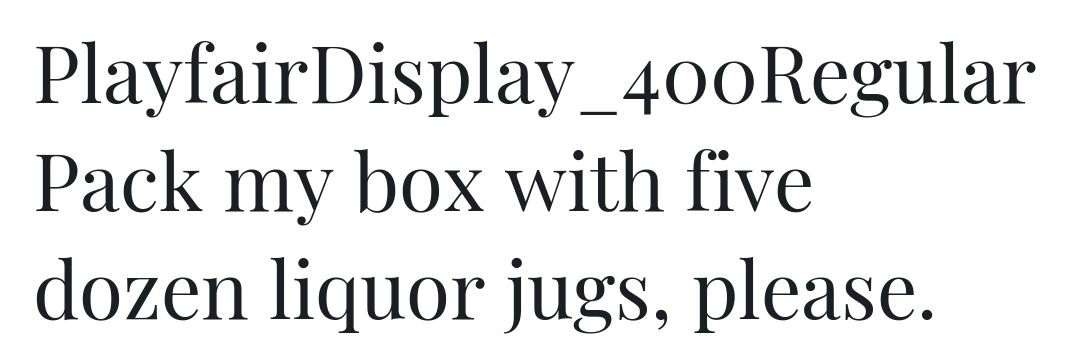 PlayfairDisplay_400Regular
Pack my box with five
dozen liquor jugs, please.